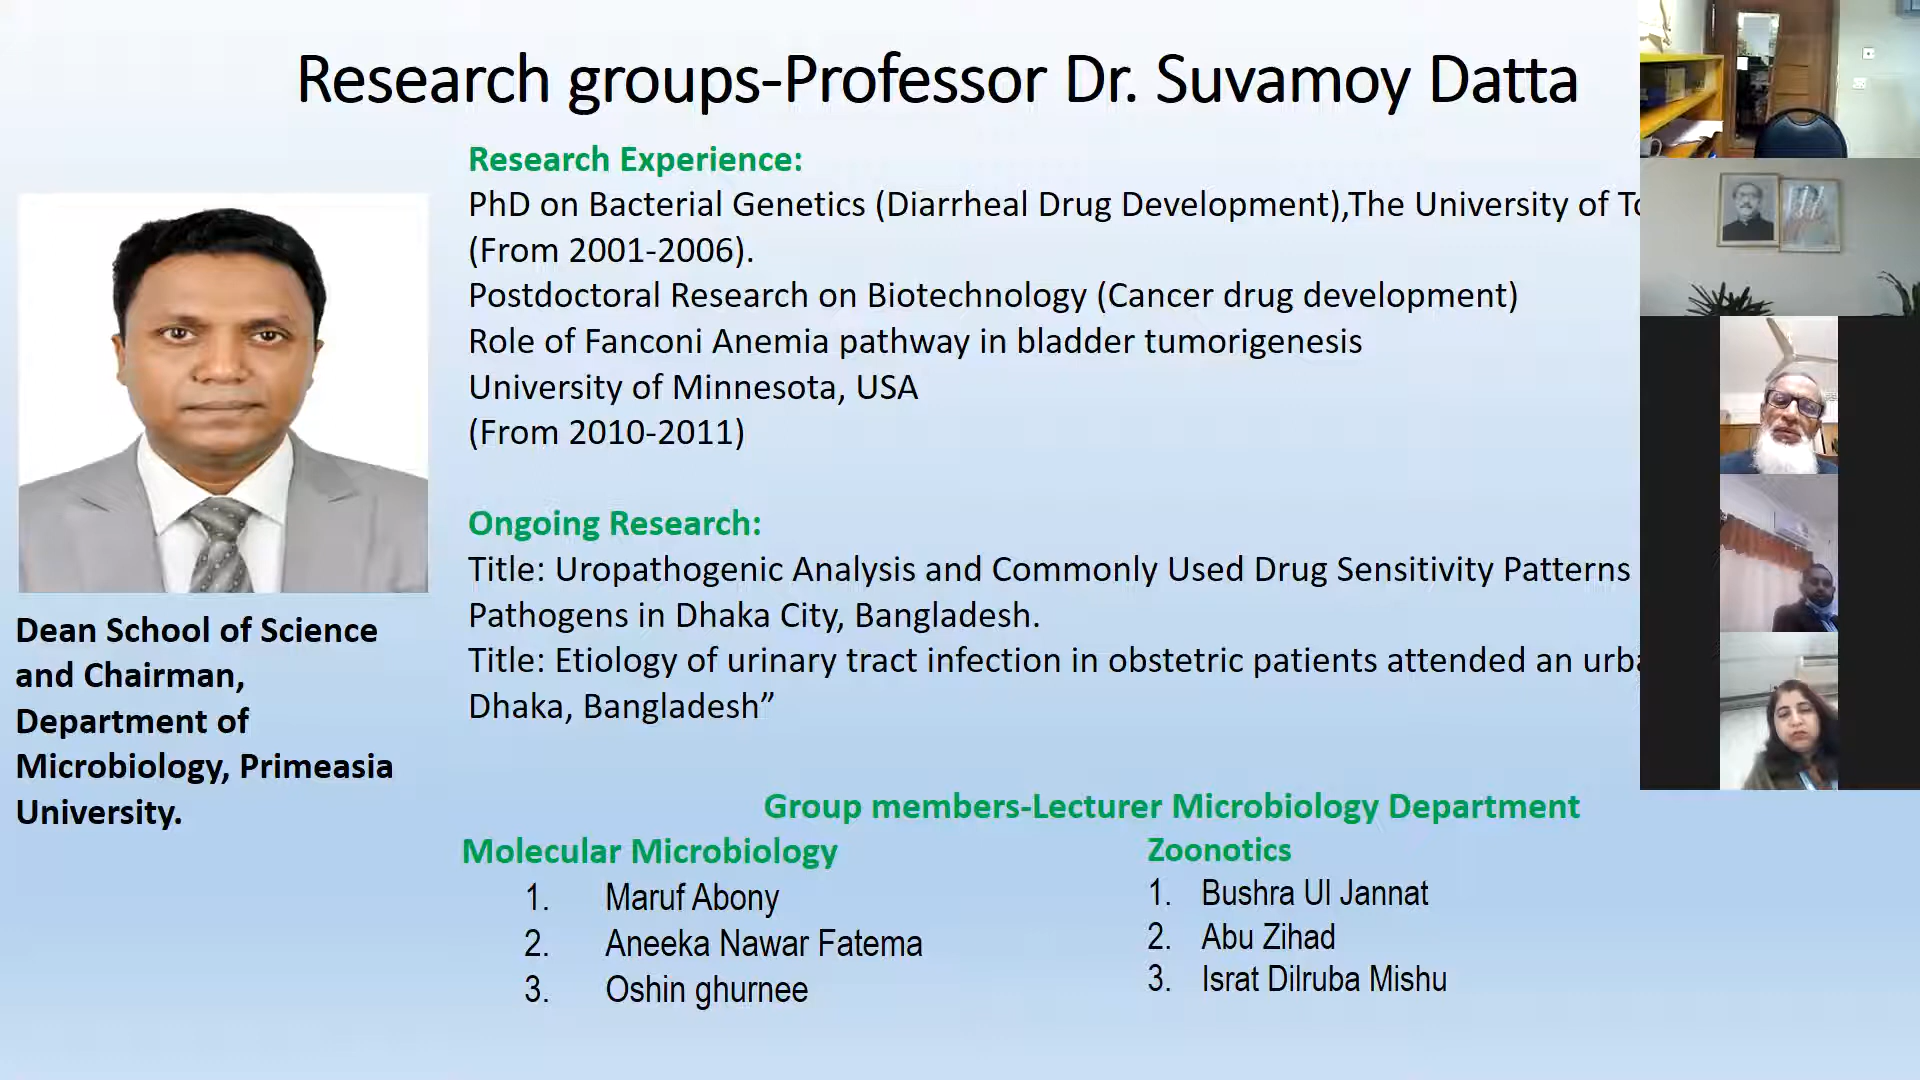 Research groups-Professor Dr. Suvamoy Datta
Research Experience:
PhD on Bacterial Genetics (Diarrheal Drug Development),The University of
(From 2001-2006).
Postdoctoral Research on Biotechnology (Cancer drug development)
Role of Fanconi Anemia pathway in bladder tumorigenesis
University of Minnesota, USA
(From 2010-2011)
Ongoing Research:
Title: Uropathogenic Analysis and Commonly Used Drug Sensitivity Patterns
Pathogens in Dhaka City, Bangladesh.
Title: Etiology of urinary tract infection in obstetric patients attended an
Dhaka, Bangladesh”
Dean School of Science
and Chairman,
Department of
Microbiology, Primeasia
University.
Group members-Lecturer Microbiology Department
Molecular Microbiology
1. Maruf Abony
2. Aneeka Nawar Fatema
3. Oshin ghurnee
Zoonotics
1. Bushra Ul Jannat
2. Abu Zihad
3. Israt Dilruba Mishu